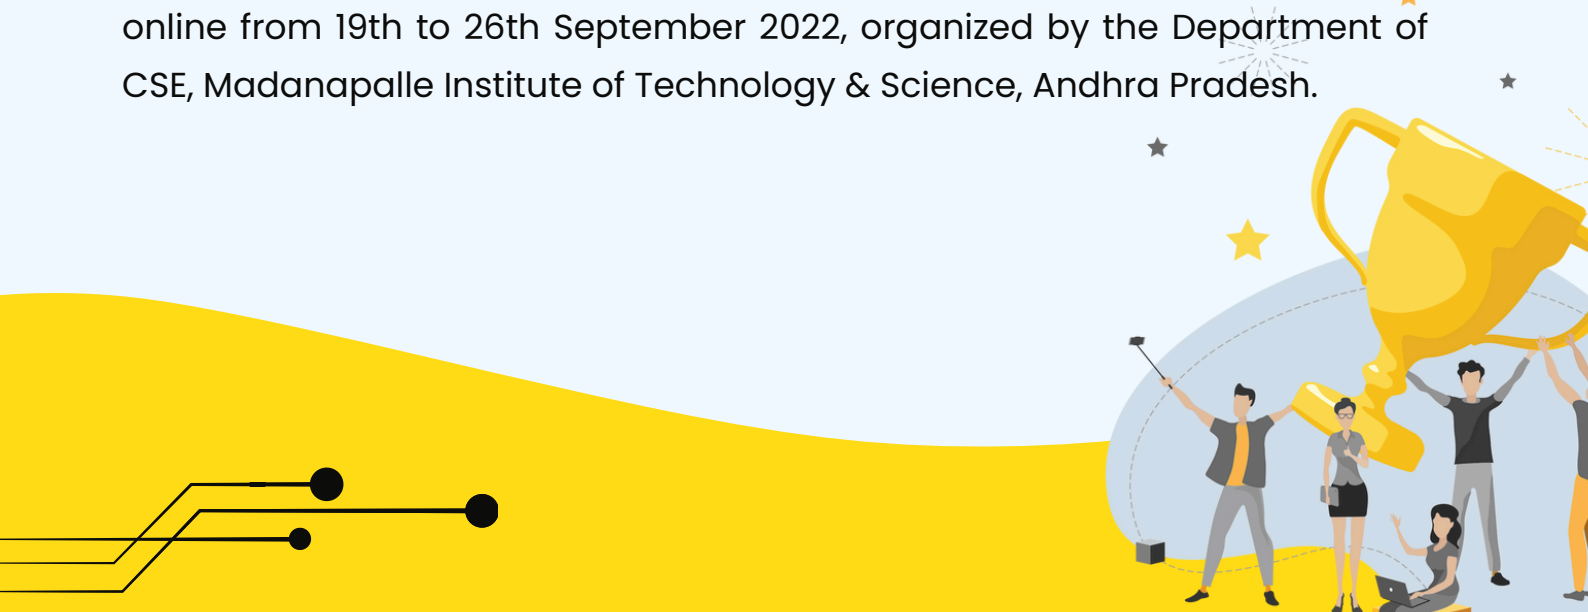 online from 19th to 26th September 2022, organized by the Department of
CSE, Madanapalle Institute of Technology & Science, Andhra Pradesh.